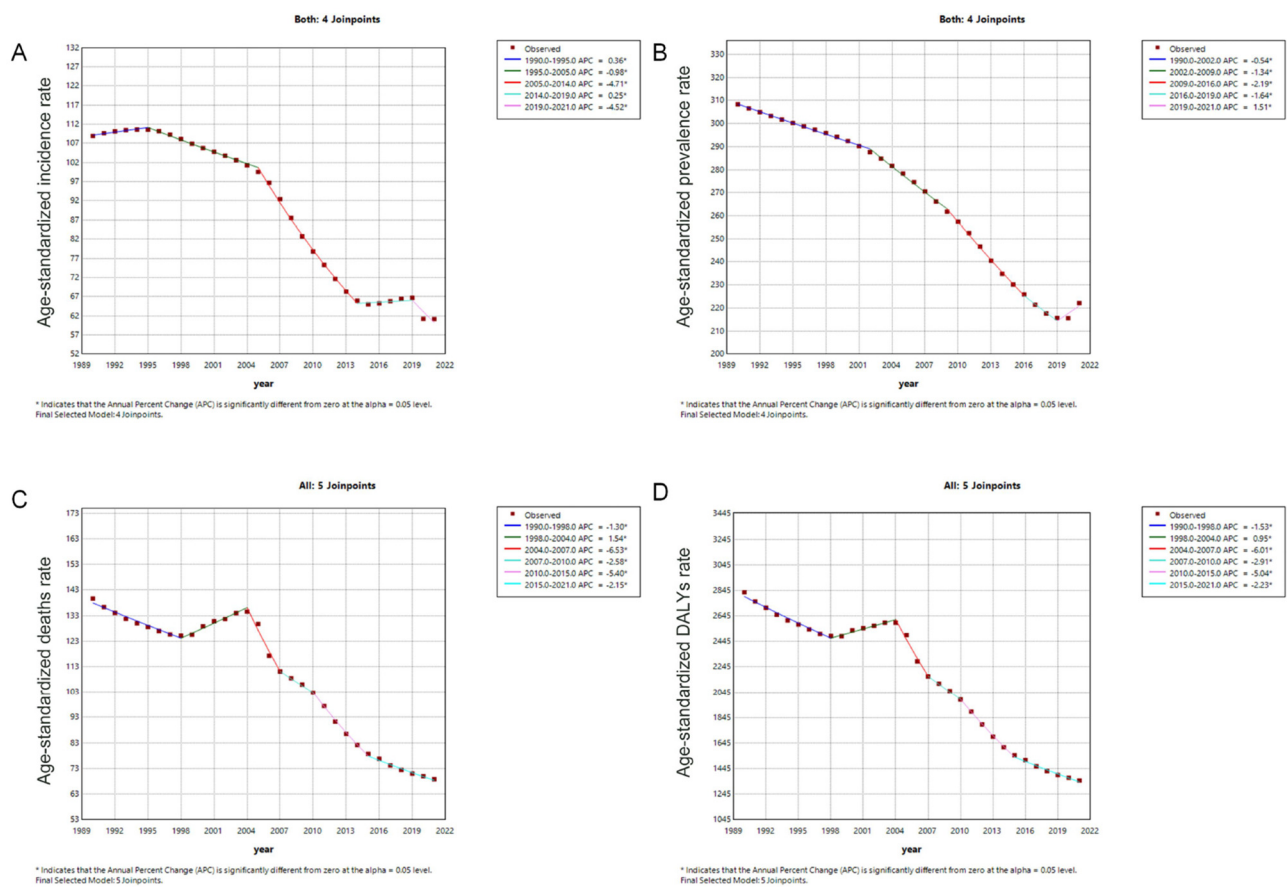 Both: 4 Joinpoints
A
Age-standardized incidence rate
132
127
122
117
112
107
102
97
92
87
82
77
72
67
62
57
52
1989 1992 1995 1998 2001 2004 2007 2010 2013 2016 2019 2022
year
Observed
1990.0-1995.0 APC = 0.36*
1995.0-2005.0 APC = -0.98*
2005.0-2014.0 APC = -4.71*
2014.0-2019.0 APC = 0.25*
2019.0-2021.0 APC = -4.52*
* Indicates that the Annual Percent Change (APC) is significantly different from zero at the alpha = 0.05 level.
Final Selected Model: 4 Joinpoints.
Both: 4 Joinpoints
B
Age-standardized prevalence rate
330
320
310
300
290
280
270
260
250
240
230
220
210
200
1989 1992 1995 1998 2001 2004 2007 2010 2013 2016 2019 2022
year
Observed
1990.0-2002.0 APC = -0.54*
2002.0-2009.0 APC = -1.34*
2009.0-2016.0 APC = -2.19*
2016.0-2019.0 APC = -1.64*
2019.0-2021.0 APC = 1.51*
* Indicates that the Annual Percent Change (APC) is significantly different from zero at the alpha = 0.05 level.
Final Selected Model: 4 Joinpoints.
All: 5 Joinpoints
C
Age-standardized deaths rate
173
163
153
143
133
123
113
103
93
83
73
63
53
1989 1992 1995 1998 2001 2004 2007 2010 2013 2016 2019 2022
year
Observed
1990.0-1998.0 APC = -1.30*
1998.0-2004.0 APC = 1.54*
2004.0-2007.0 APC = -6.53*
2007.0-2010.0 APC = -2.58*
2010.0-2015.0 APC = -5.40*
2015.0-2021.0 APC = -2.15*
* Indicates that the Annual Percent Change (APC) is significantly different from zero at the alpha = 0.05 level.
Final Selected Model: 5 Joinpoints.
All: 5 Joinpoints
D
Age-standardized DALYs rate
3445
3245
3045
2845
2645
2445
2245
2045
1845
1645
1445
1245
1045
1989 1992 1995 1998 2001 2004 2007 2010 2013 2016 2019 2022
year
Observed
1990.0-1998.0 APC = -1.53*
1998.0-2004.0 APC = 0.95*
2004.0-2007.0 APC = -6.01*
2007.0-2010.0 APC = -2.91*
2010.0-2015.0 APC = -5.04*
2015.0-2021.0 APC = -2.23*
* Indicates that the Annual Percent Change (APC) is significantly different from zero at the alpha = 0.05 level.
Final Selected Model: 5 Joinpoints.